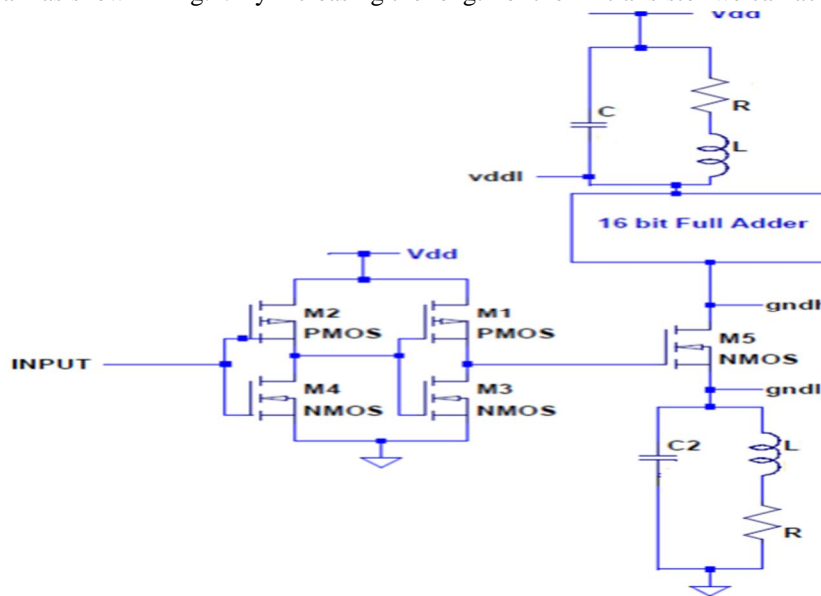 vdd
C
R
L
vddl
16 bit Full Adder
Vdd
M2
PMOS
M1
PMOS
gndh
M5
NMOS
INPUT
M4
NMOS
M3
NMOS
gndl
C2
L
R